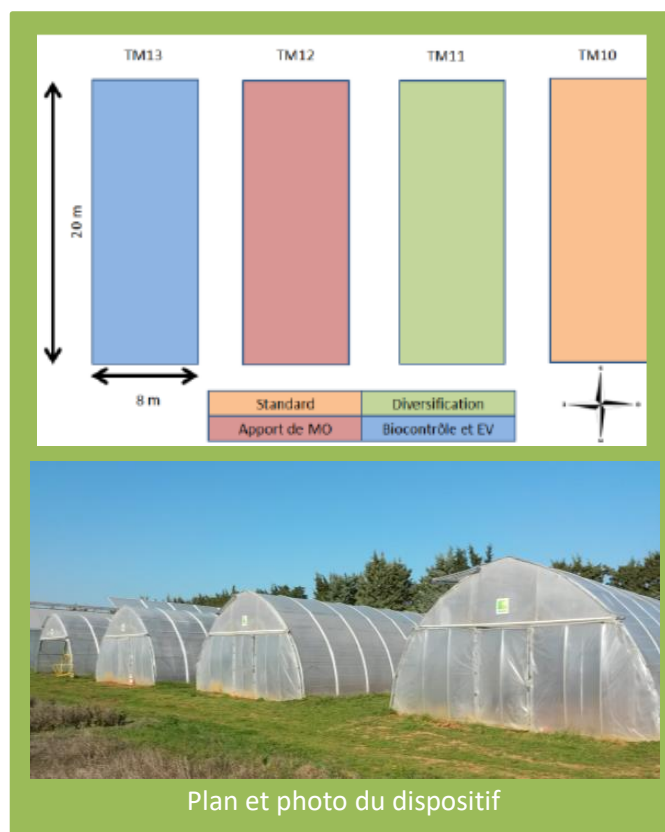 TM13 TM12 TM11 TM10
20 m
8 m
Standard Diversification
Apport de MO Biocontrôle et EV
Plan et photo du dispositif